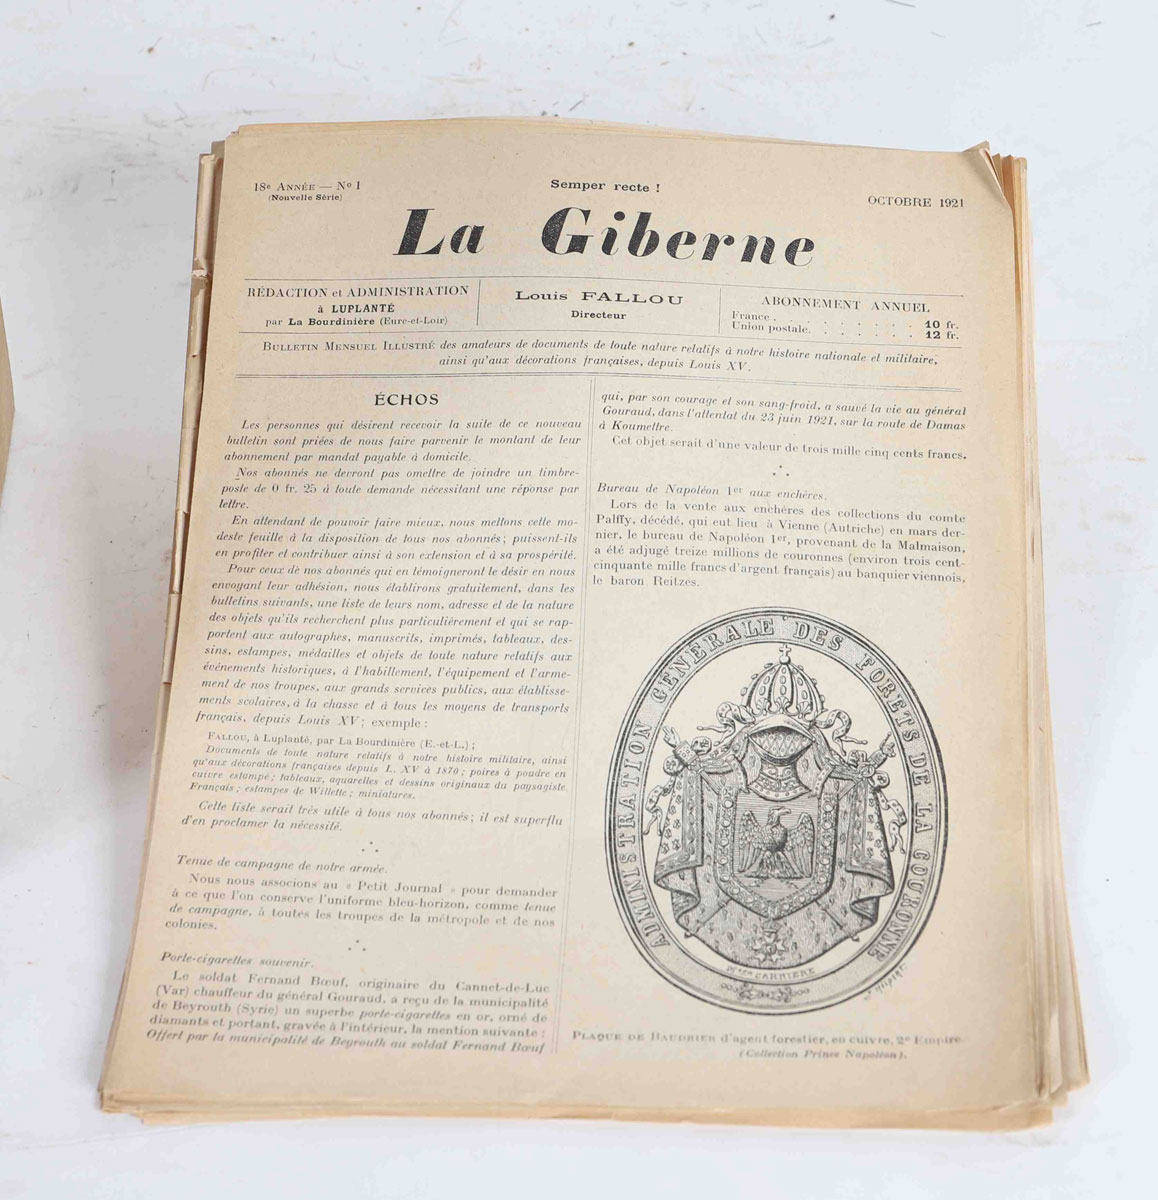 18e ANNÉE — No 1
(Nouvelle Série)
Semper recte !
OCTOBRE 1921
La Giberne
RÉDACTION et ADMINISTRATION
à LUPLANTÉ
par La Bourdinière (Eure-et-Loir)
Louis FALLOU
Directeur
ABONNEMENT ANNUEL
France . . . . . . . . 10 fr.
Union postale. . . . . . . 12 fr.
BULLETIN MENSUEL ILLUSTRÉ des amateurs de documents de toute nature relatifs à notre histoire nationale et militaire,
ainsi qu'aux décorations françaises, depuis Louis XV.
ÉCHOS
Les personnes qui désirent recevoir la suite de ce nouveau
bulletin sont priées de nous faire parvenir le montant de leur
abonnement par mandat payable à domicile.
Nos abonnés ne devront pas omettre de joindre un timbre-
poste de 0 fr. 25 à toute demande nécessitant une réponse par
lettre.
En attendant de pouvoir faire mieux, nous mettons cette mo-
deste feuille à la disposition de tous nos abonnés ; puissent-ils
en profiter et contribuer ainsi à son extension et à sa prospérité.
Pour ceux de nos abonnés qui en témoigneront le désir en nous
envoyant leur adhésion, nous établirons gratuitement, dans les
bulletins suivants, une liste de leurs nom, adresse et de la nature
des objets qu'ils recherchent plus particulièrement et qui se rap-
portent aux autographes, manuscrits, imprimés, tableaux, des-
sins, estampes, médailles et objets de toute nature relatifs aux
événements historiques, à l'habillement, l'équipement et l'arme-
ment de nos troupes, aux grands services publics, aux établisse-
ments scolaires, à la chasse et à tous les moyens de transports
français, depuis Louis XV ; exemple :
FALLOU, à Luplanté, par La Bourdinière (E.-et-L.) ;
Documents de toute nature relatifs à notre histoire militaire, ainsi
qu'aux décorations françaises depuis L. XV à 1870 ; poires à poudre en
cuivre estampé ; tableaux, aquarelles et dessins originaux du paysagiste
Français ; estampes de Willette ; miniatures.
Cette liste serait très utile à tous nos abonnés ; il est superflu
d'en proclamer la nécessité.
Tenue de campagne de notre armée.
Nous nous associons au « Petit Journal » pour demander
à ce que l'on conserve l'uniforme bleu-horizon, comme tenue
de campagne, à toutes les troupes de la métropole et de nos
colonies.
Porte-cigarettes souvenir.
Le soldat Fernand Bœuf, originaire du Cannet-de-Luc
(Var) chauffeur du général Gouraud, a reçu de la municipalité
de Beyrouth (Syrie) un superbe porte-cigarettes en or, orné de
diamants et portant, gravée à l'intérieur, la mention suivante :
Offert par la municipalité de Beyrouth au soldat Fernand Bœuf
qui, par son courage et son sang-froid, a sauvé la vie au général
Gouraud, dans l'attentat du 23 juin 1921, sur la route de Damas
à Koumettre.
Cet objet serait d'une valeur de trois mille cinq cents francs.
Bureau de Napoléon 1er aux enchères.
Lors de la vente aux enchères des collections du comte
Palffy, décédé, qui eut lieu à Vienne (Autriche) en mars der-
nier, le bureau de Napoléon 1er, provenant de la Malmaison,
a été adjugé treize millions de couronnes (environ trois cent-
cinquante mille francs d'argent français) au banquier viennois,
le baron Reitzes.
ADMINISTRATION GÉNÉRALE DES FORETS DE LA COURONNE
CARRIERE
PLAQUE DE BAUDRIER d'agent forestier, en cuivre, 2e Empire
(Collection Prince Napoléon).